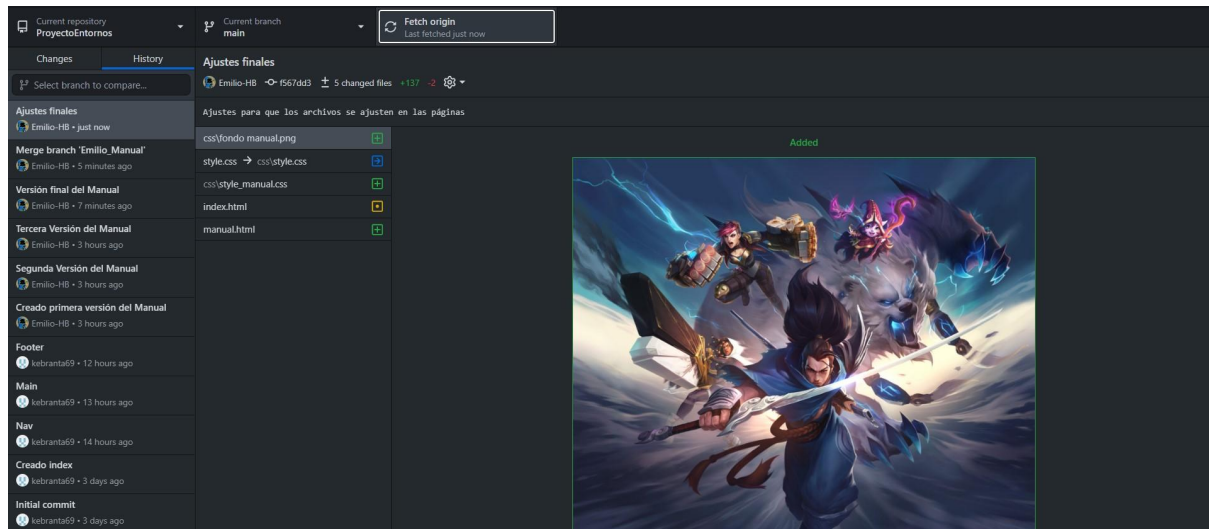 Current repository
ProyectoEntornos
Current branch
main
Fetch origin
Last fetched just now
Changes
History
Select branch to compare...
Ajustes finales
Emilio-HB • just now
Merge branch 'Emilio_Manual'
Emilio-HB • 5 minutes ago
Versión final del Manual
Emilio-HB • 7 minutes ago
Tercera Versión del Manual
Emilio-HB • 3 hours ago
Segunda Versión del Manual
Emilio-HB • 3 hours ago
Creado primera versión del Manual
Emilio-HB • 3 hours ago
Footer
kebranta69 • 12 hours ago
Main
kebranta69 • 13 hours ago
Nav
kebranta69 • 14 hours ago
Creado index
kebranta69 • 3 days ago
Initial commit
kebranta69 • 3 days ago
Ajustes finales
Emilio-HB f567dd3 5 changed files +137 -2
Ajustes para que los archivos se ajusten en las páginas
css\fondo manual.png
style.css → css\style.css
css\style_manual.css
index.html
manual.html
Added